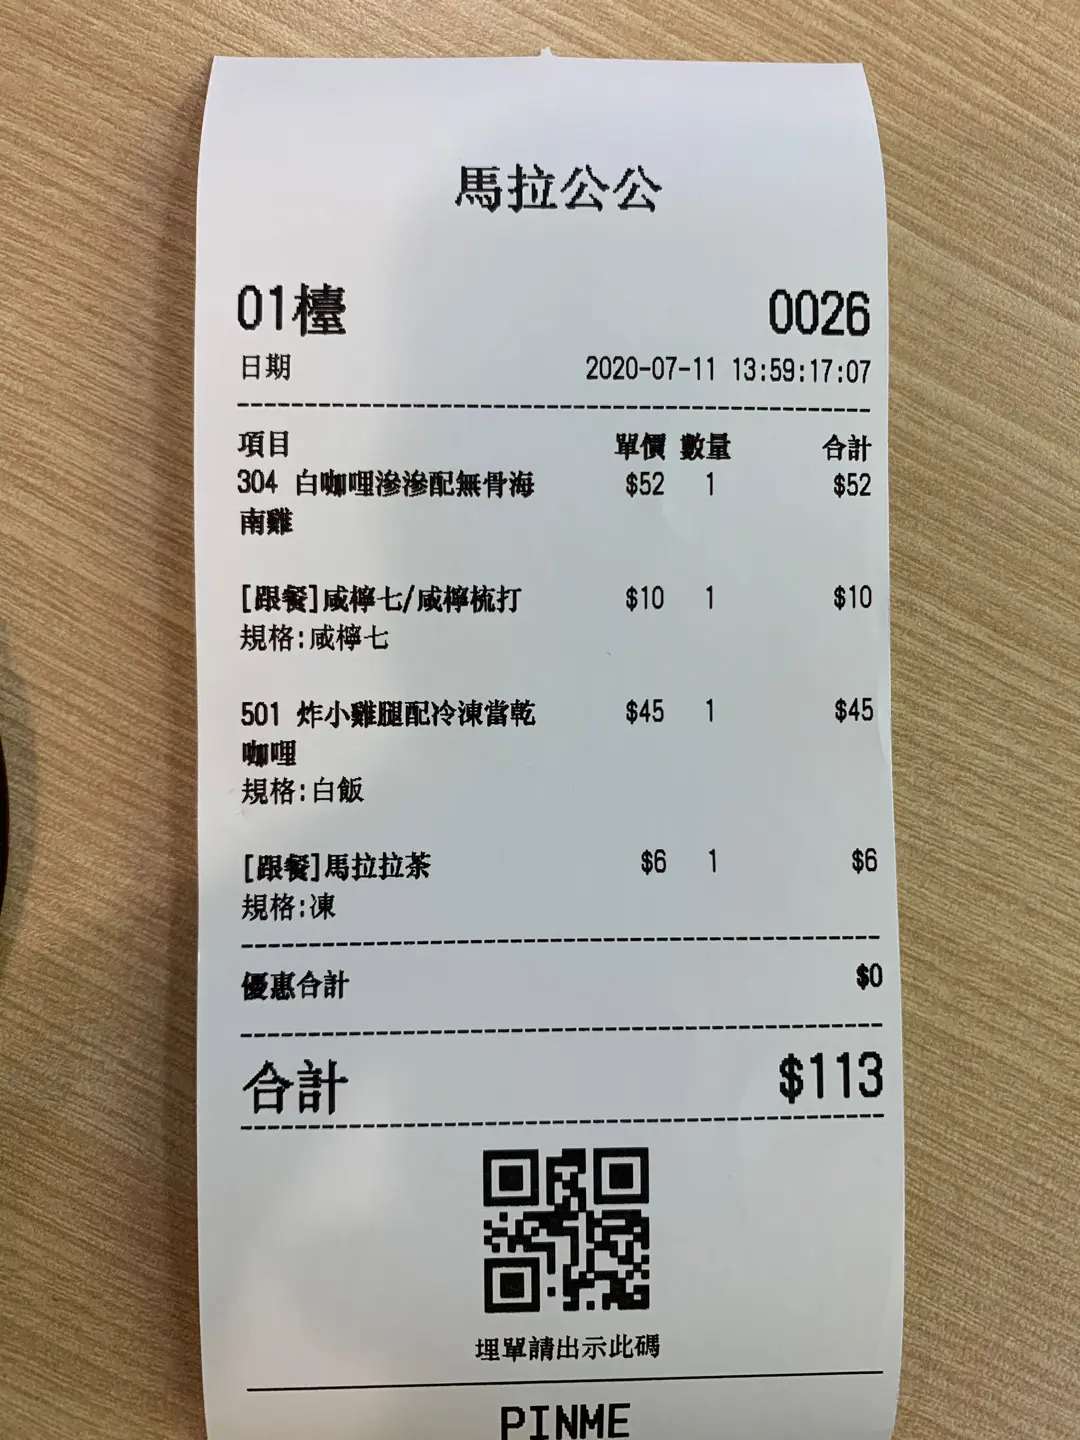 馬拉公公
01檯 0026
日期 2020-07-11 13:59:17:07
項目 單價 數量 合計
304 白咖哩滲滲配無骨海 $52 1 $52
南雞
[跟餐]咸檸七/咸檸梳打 $10 1 $10
規格:咸檸七
501 炸小雞腿配冷凍當乾 $45 1 $45
咖哩
規格:白飯
[跟餐]馬拉拉茶 $6 1 $6
規格:凍
優惠合計 $0
合計 $113
埋單請出示此碼
PINME